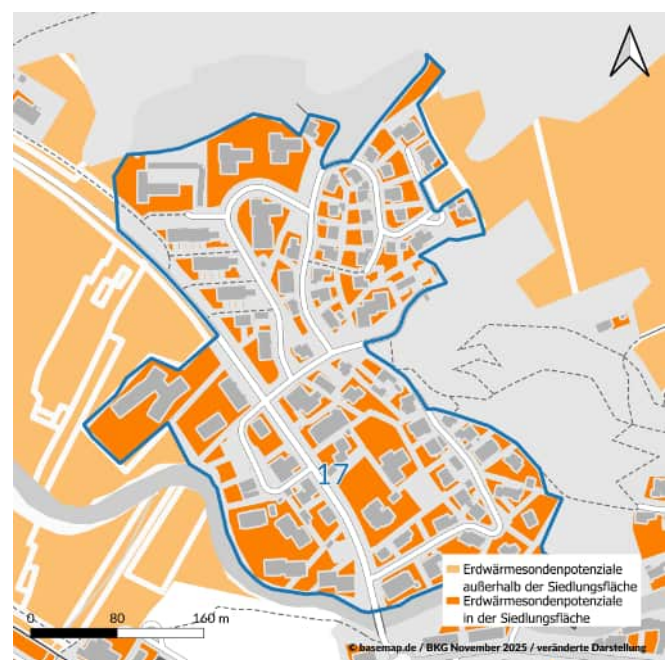 17
Erdwärmesondenpotenziale
außerhalb der Siedlungsfläche
Erdwärmesondenpotenziale
in der Siedlungsfläche
0 80 160 m
© basemap.de / BKG November 2025 / veränderte Darstellung